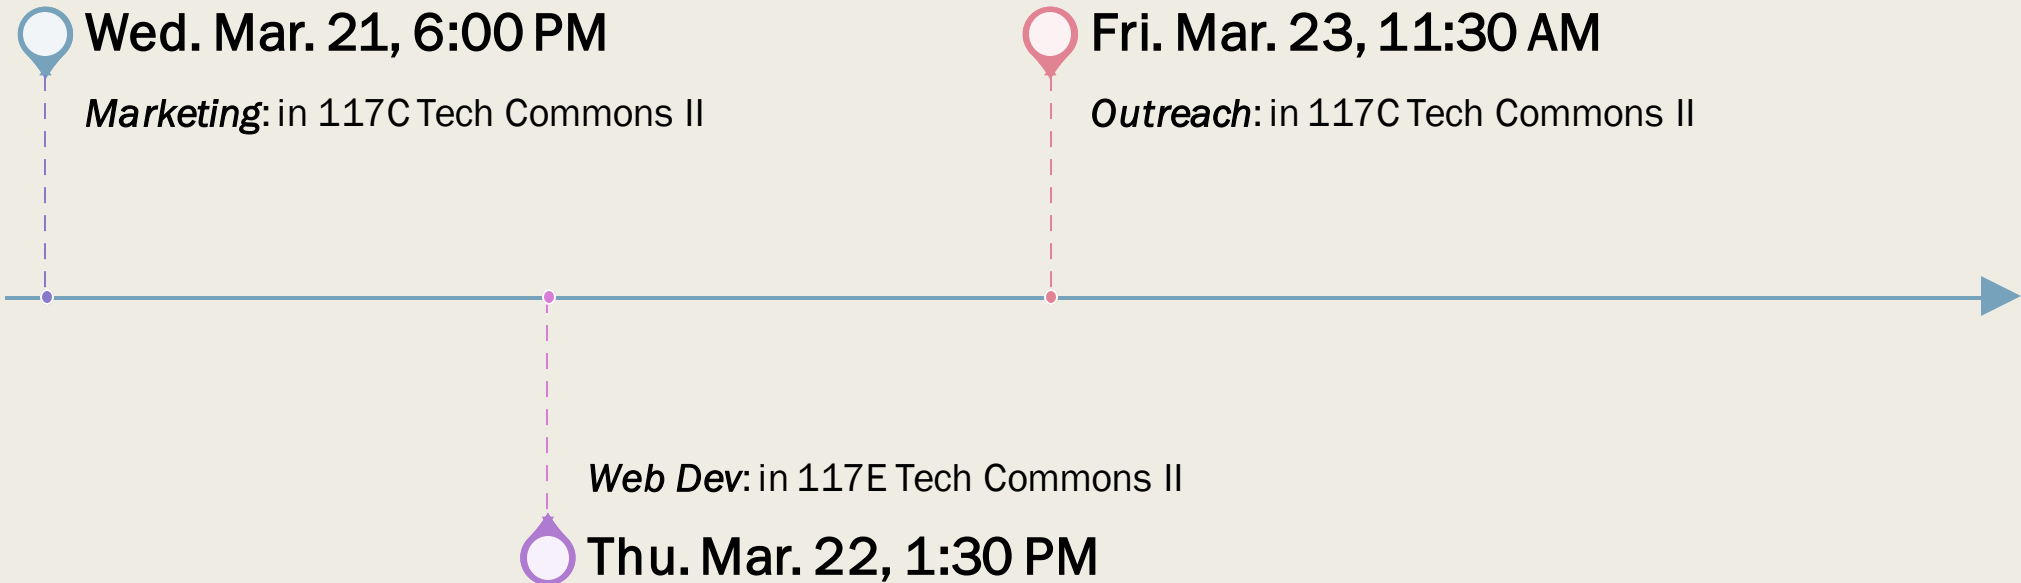 Wed. Mar. 21, 6:00 PM
Marketing: in 117C Tech Commons II
Fri. Mar. 23, 11:30 AM
Outreach: in 117C Tech Commons II
Web Dev: in 117E Tech Commons II
Thu. Mar. 22, 1:30 PM